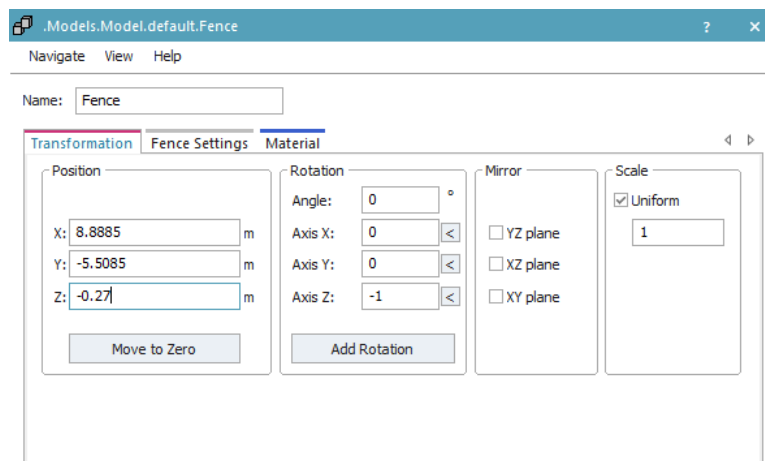 .Models.Model.default.Fence ? ×
Navigate View Help
Name: Fence
Transformation Fence Settings Material
Position Rotation Mirror Scale
Angle: 0 ° Uniform
X: 8.8885 m Axis X: 0 < YZ plane 1
Y: -5.5085 m Axis Y: 0 < XZ plane
Z: -0.27 m Axis Z: -1 < XY plane
Move to Zero Add Rotation